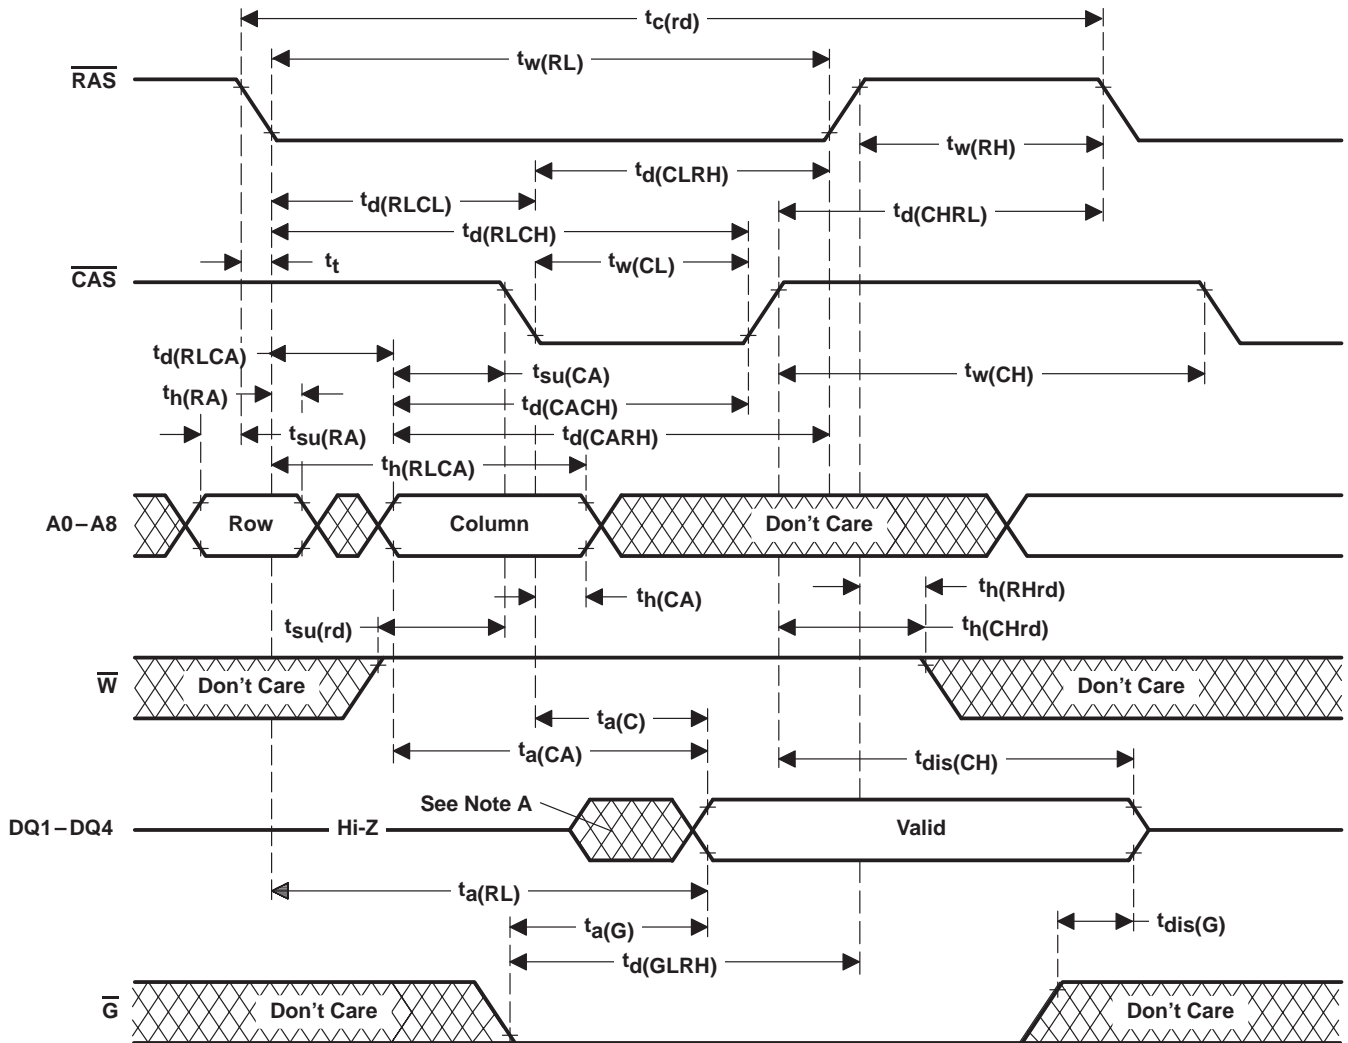 tc(rd)
tw(RL)
RAS
tw(RH)
td(CLRH)
td(RLCL)
td(CHRL)
td(RLCH)
tt
tw(CL)
CAS
td(RLCA)
tsu(CA)
tw(CH)
th(RA)
td(CACH)
tsu(RA)
td(CARH)
th(RLCA)
A0–A8
Row
Column
Don't Care
th(CA)
th(RHrd)
tsu(rd)
th(CHrd)
W
Don't Care
Don't Care
ta(C)
ta(CA)
tdis(CH)
See Note A
DQ1–DQ4
Hi-Z
Valid
ta(RL)
ta(G)
tdis(G)
td(GLRH)
G
Don't Care
Don't Care